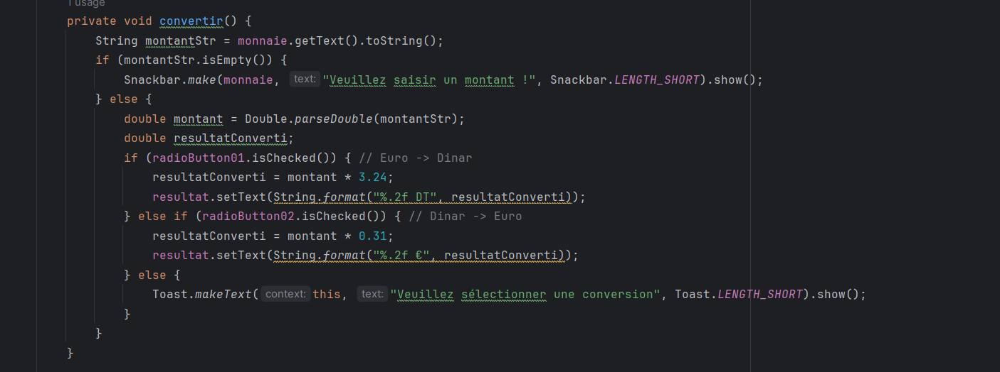 1 usage
private void convertir() {
    String montantStr = monnaie.getText().toString();
    if (montantStr.isEmpty()) {
        Snackbar.make(monnaie, text: "Veuillez saisir un montant !", Snackbar.LENGTH_SHORT).show();
    } else {
        double montant = Double.parseDouble(montantStr);
        double resultatConverti;
        if (radioButton01.isChecked()) { // Euro -> Dinar
            resultatConverti = montant * 3.24;
            resultat.setText(String.format("%.2f DT", resultatConverti));
        } else if (radioButton02.isChecked()) { // Dinar -> Euro
            resultatConverti = montant * 0.31;
            resultat.setText(String.format("%.2f €", resultatConverti));
        } else {
            Toast.makeText( context: this, text: "Veuillez sélectionner une conversion", Toast.LENGTH_SHORT).show();
        }
    }
}